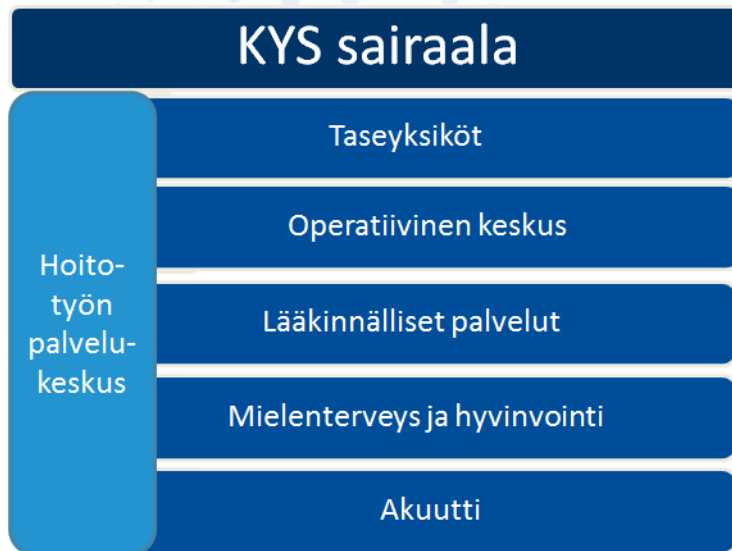 KYS sairaala
Hoito-
työn
palvelu-
keskus
Taseyksiköt
Operatiivinen keskus
Lääkinnälliset palvelut
Mielenterveys ja hyvinvointi
Akuutti